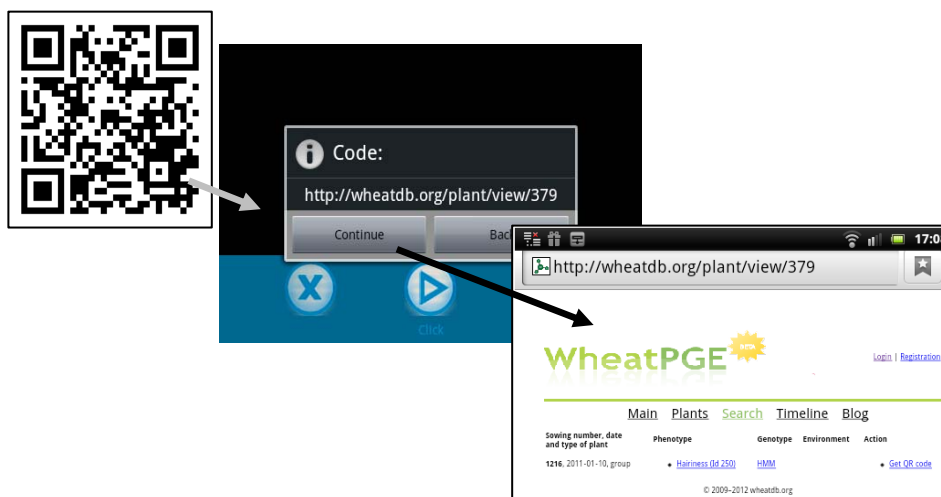 Code:
http://wheatdb.org/plant/view/379
Continue
Click
17:0
http://wheatdb.org/plant/view/379
WheatPGE BETA
Login | Registration
Main Plants Search Timeline Blog
Sowing number, date and type of plant Phenotype Genotype Environment Action
1216, 2011-01-10, group • Hairiness (Id 250) HMM • Get QR code
© 2009–2012 wheatdb.org